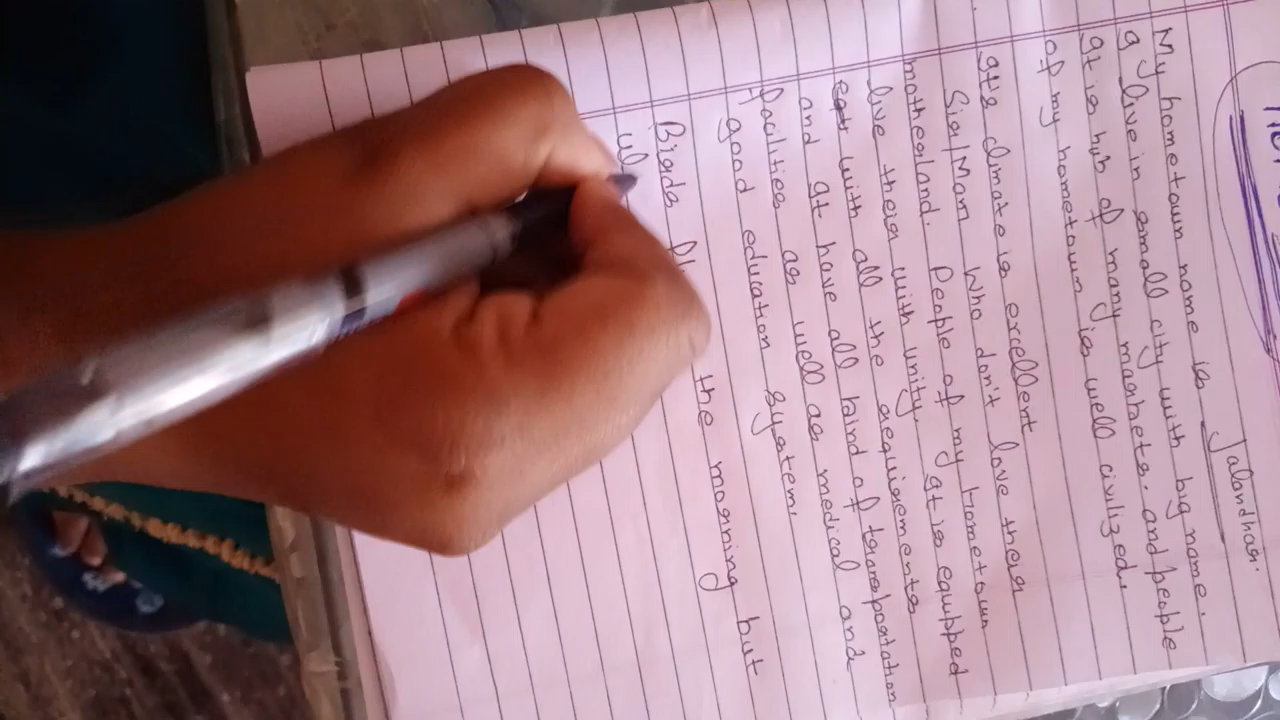 My hometown name is Jalandhar.
I live in small city with big name.
It is hub of many magnets. and people
of my hometown is well civilized.
It's climate is excellent
Sir/Mam who don't love their
motherland. People of my hometown
live there with unity. It is equipped
with all the requirements
and It have all kind of transportation
facilities as well as medical and
good education system.
Birds the morning but